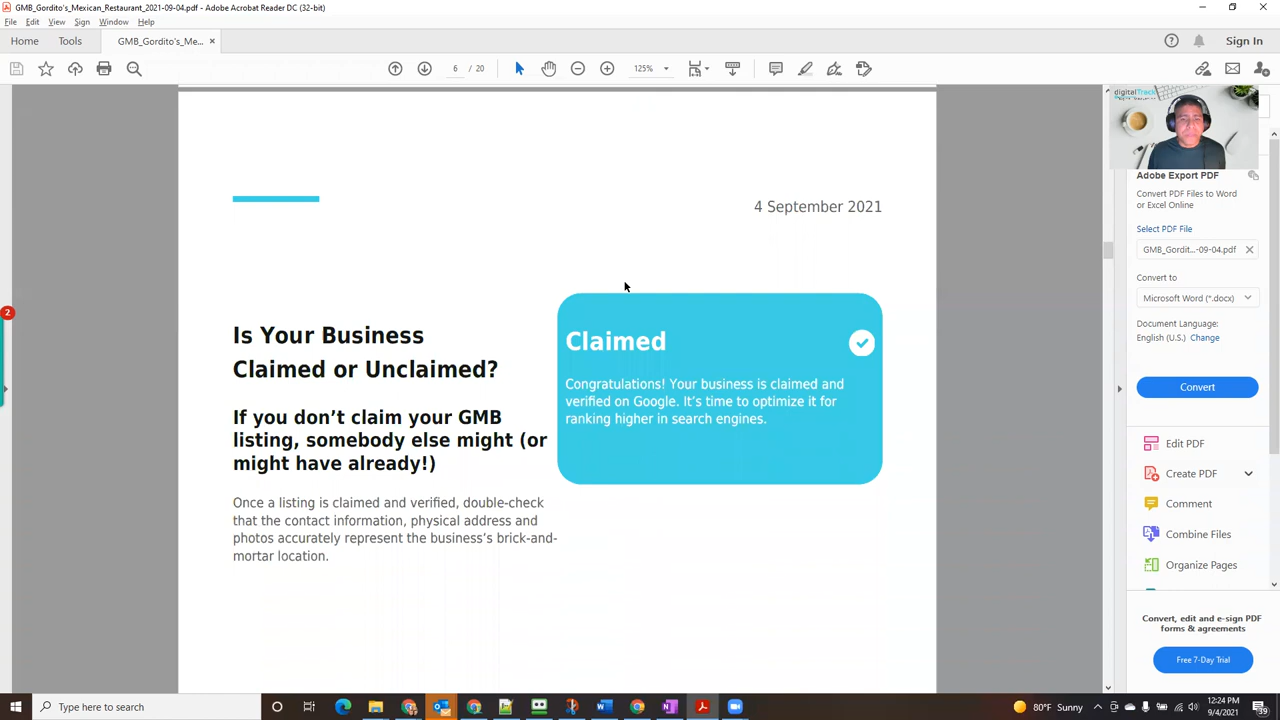 GMB_Gordito's_Mexican_Restaurant_2021-09-04.pdf - Adobe Acrobat Reader DC (32-bit)
File Edit View Sign Window Help
Home Tools GMB_Gordito's_Me... × Sign In
6 / 20 125%
digitalTrack
4 September 2021
Is Your Business
Claimed or Unclaimed?
If you don’t claim your GMB
listing, somebody else might (or
might have already!)
Once a listing is claimed and verified, double-check
that the contact information, physical address and
photos accurately represent the business’s brick-and-
mortar location.
Claimed
Congratulations! Your business is claimed and
verified on Google. It’s time to optimize it for
ranking higher in search engines.
2
Adobe Export PDF
Convert PDF Files to Word
or Excel Online
Select PDF File
GMB_Gordit...-09-04.pdf
Convert to
Microsoft Word (*.docx)
Document Language:
English (U.S.) Change
Convert
Edit PDF
Create PDF
Comment
Combine Files
Organize Pages
Convert, edit and e-sign PDF
forms & agreements
Free 7-Day Trial
Type here to search
80°F Sunny
12:24 PM
9/4/2021
39